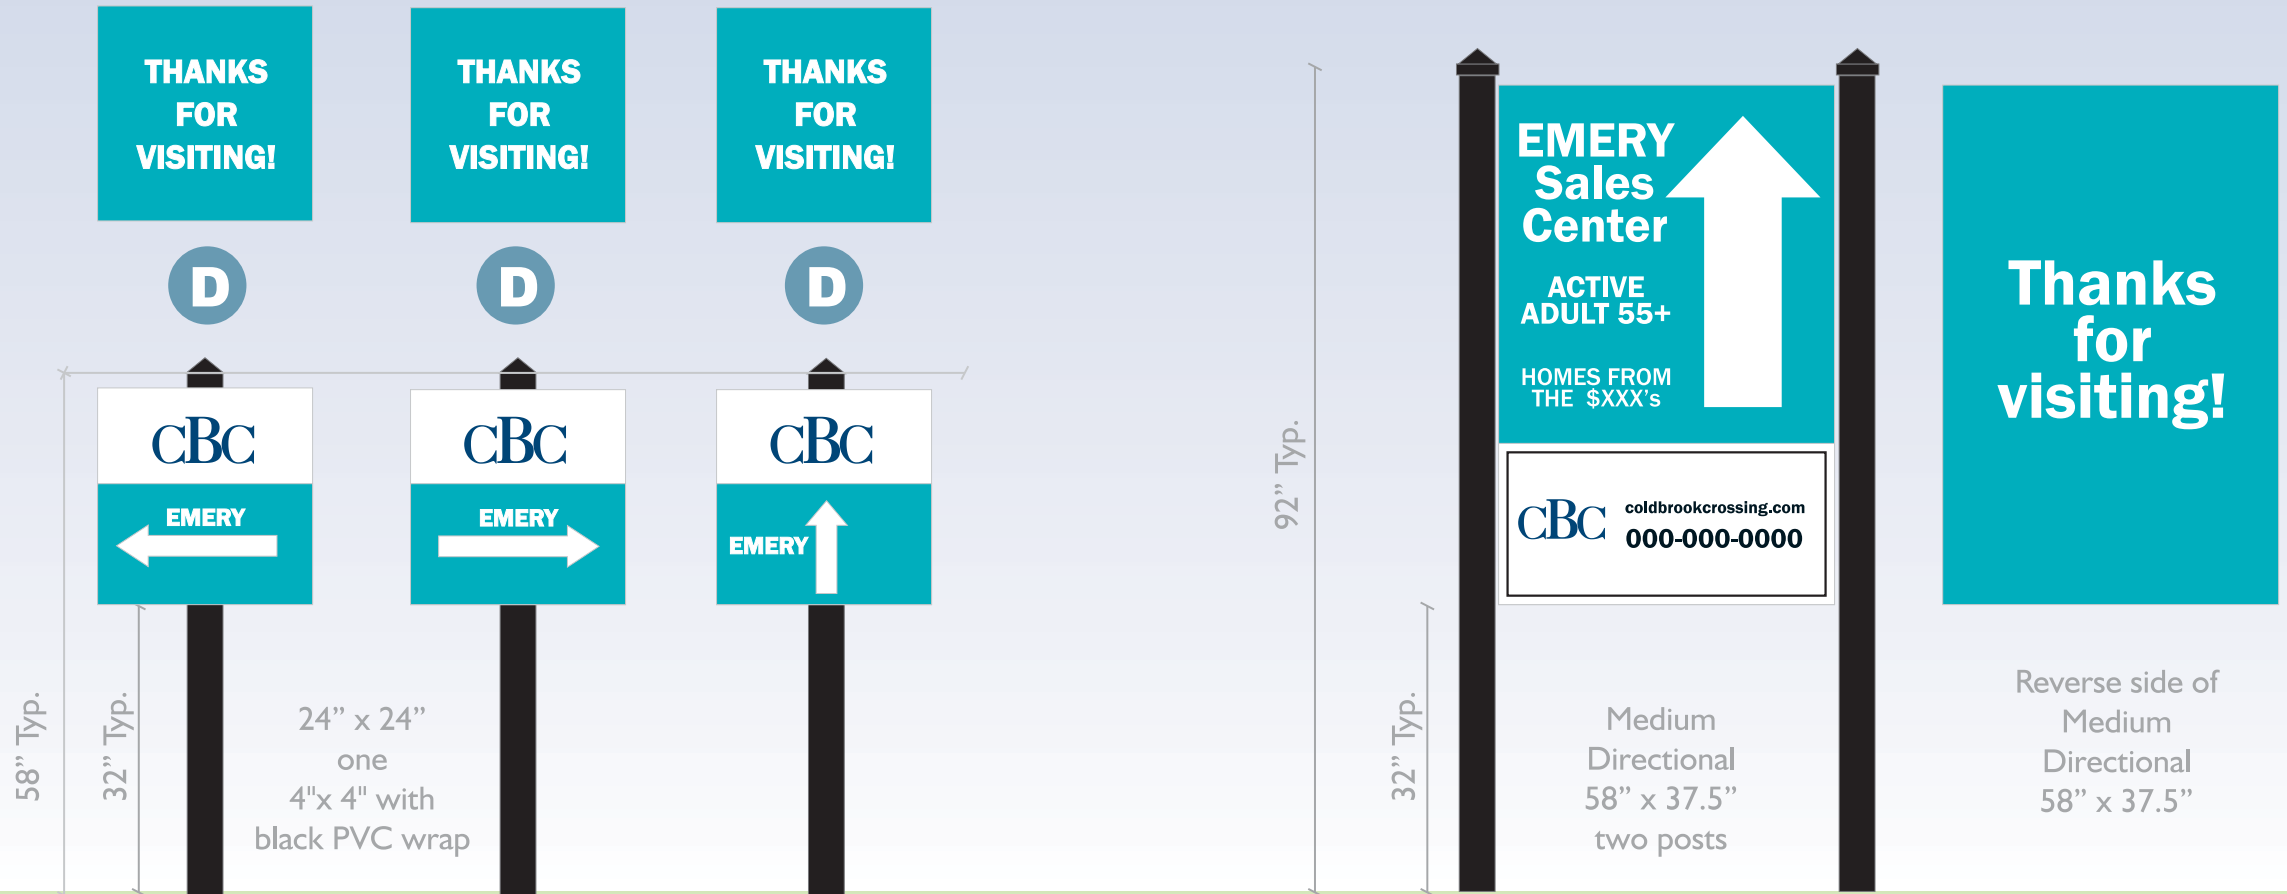 THANKS
FOR
VISITING!
THANKS
FOR
VISITING!
THANKS
FOR
VISITING!
D
D
D
CBC
EMERY
CBC
EMERY
CBC
EMERY
58” Typ.
32” Typ.
24” x 24”
one
4"x 4" with
black PVC wrap
92” Typ.
32” Typ.
EMERY
Sales
Center
ACTIVE
ADULT 55+
HOMES FROM
THE $XXX's
CBC
coldbrookcrossing.com
000-000-0000
Medium
Directional
58” x 37.5”
two posts
Thanks
for
visiting!
Reverse side of
Medium
Directional
58” x 37.5”